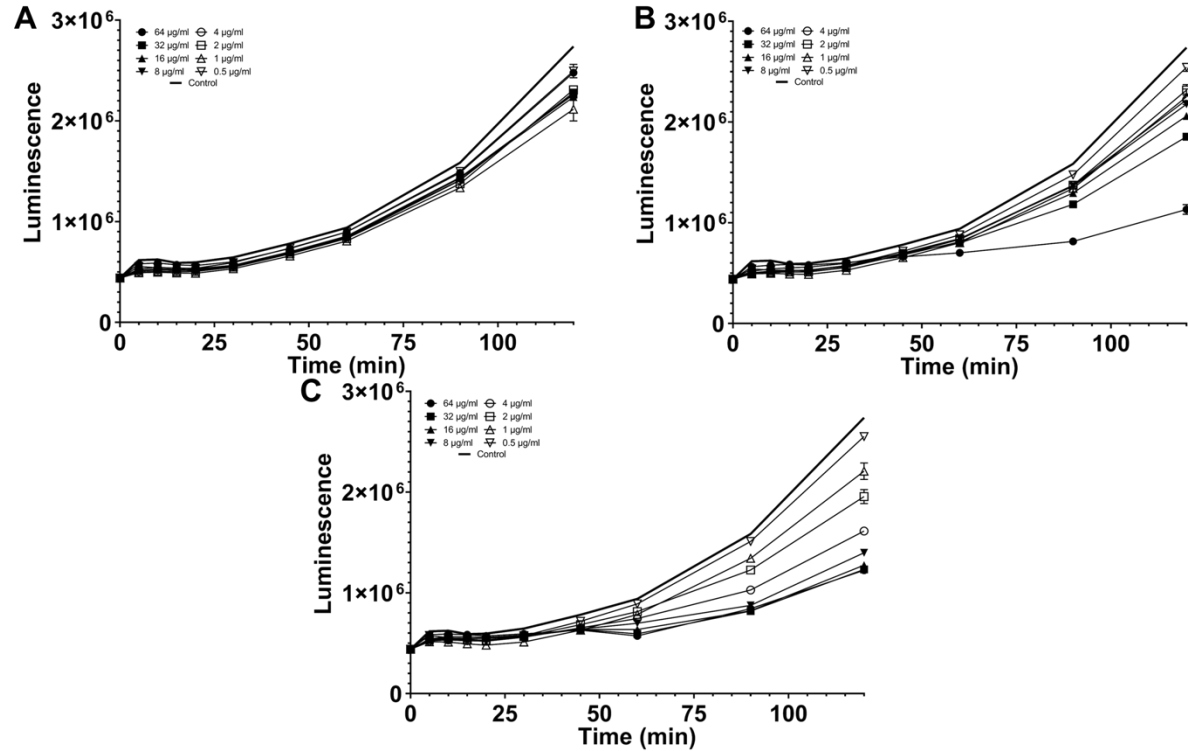 A
3×10⁶
2×10⁶
1×10⁶
0
Luminescence
64 µg/ml
4 µg/ml
32 µg/ml
2 µg/ml
16 µg/ml
1 µg/ml
8 µg/ml
0.5 µg/ml
Control
0 25 50 75 100
Time (min)
B
3×10⁶
2×10⁶
1×10⁶
0
Luminescence
64 µg/ml
4 µg/ml
32 µg/ml
2 µg/ml
16 µg/ml
1 µg/ml
8 µg/ml
0.5 µg/ml
Control
0 25 50 75 100
Time (min)
C
3×10⁶
2×10⁶
1×10⁶
0
Luminescence
64 µg/ml
4 µg/ml
32 µg/ml
2 µg/ml
16 µg/ml
1 µg/ml
8 µg/ml
0.5 µg/ml
Control
0 25 50 75 100
Time (min)